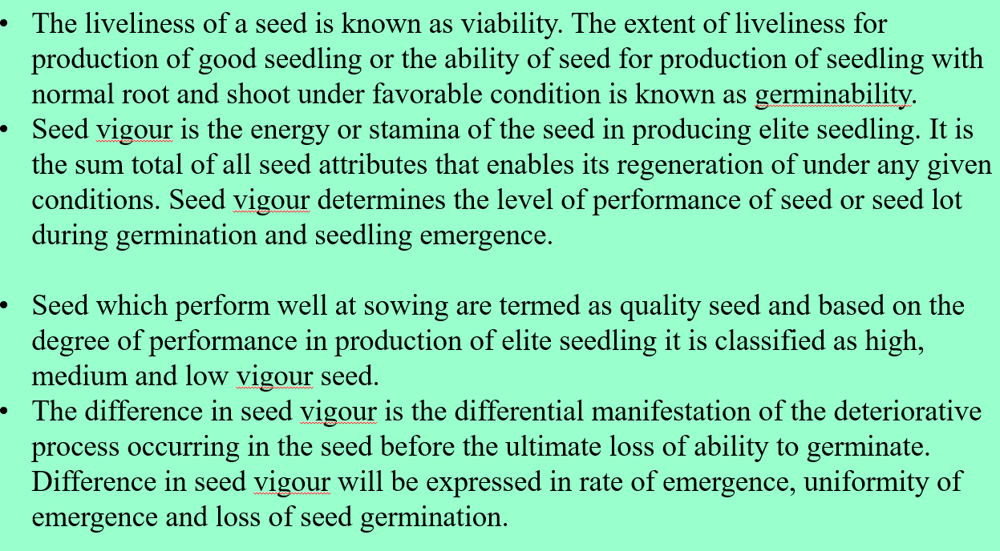 • The liveliness of a seed is known as viability. The extent of liveliness for
production of good seedling or the ability of seed for production of seedling with
normal root and shoot under favorable condition is known as germinability.
• Seed vigour is the energy or stamina of the seed in producing elite seedling. It is
the sum total of all seed attributes that enables its regeneration of under any given
conditions. Seed vigour determines the level of performance of seed or seed lot
during germination and seedling emergence.
• Seed which perform well at sowing are termed as quality seed and based on the
degree of performance in production of elite seedling it is classified as high,
medium and low vigour seed.
• The difference in seed vigour is the differential manifestation of the deteriorative
process occurring in the seed before the ultimate loss of ability to germinate.
Difference in seed vigour will be expressed in rate of emergence, uniformity of
emergence and loss of seed germination.